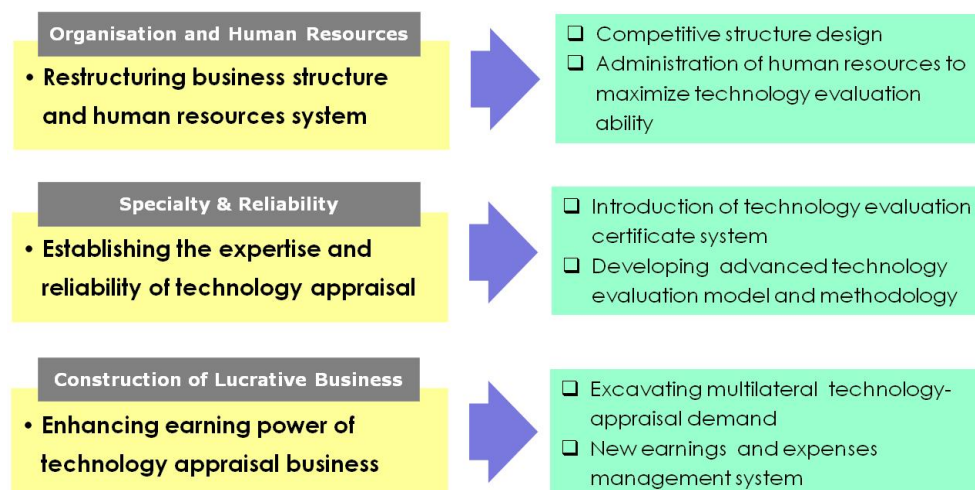 Organisation and Human Resources
• Restructuring business structure
and human resources system
❑ Competitive structure design
❑ Administration of human resources to
maximize technology evaluation
ability
Specialty & Reliability
• Establishing the expertise and
reliability of technology appraisal
❑ Introduction of technology evaluation
certificate system
❑ Developing advanced technology
evaluation model and methodology
Construction of Lucrative Business
• Enhancing earning power of
technology appraisal business
❑ Excavating multilateral technology-
appraisal demand
❑ New earnings and expenses
management system